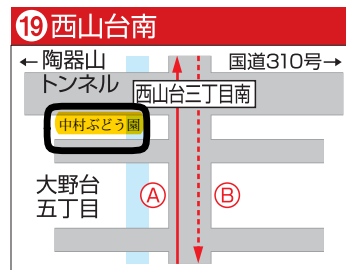 ⑲西山台南
←陶器山
トンネル
国道310号→
西山台三丁目南
中村ぶどう園
大野台
五丁目
Ⓐ
Ⓑ